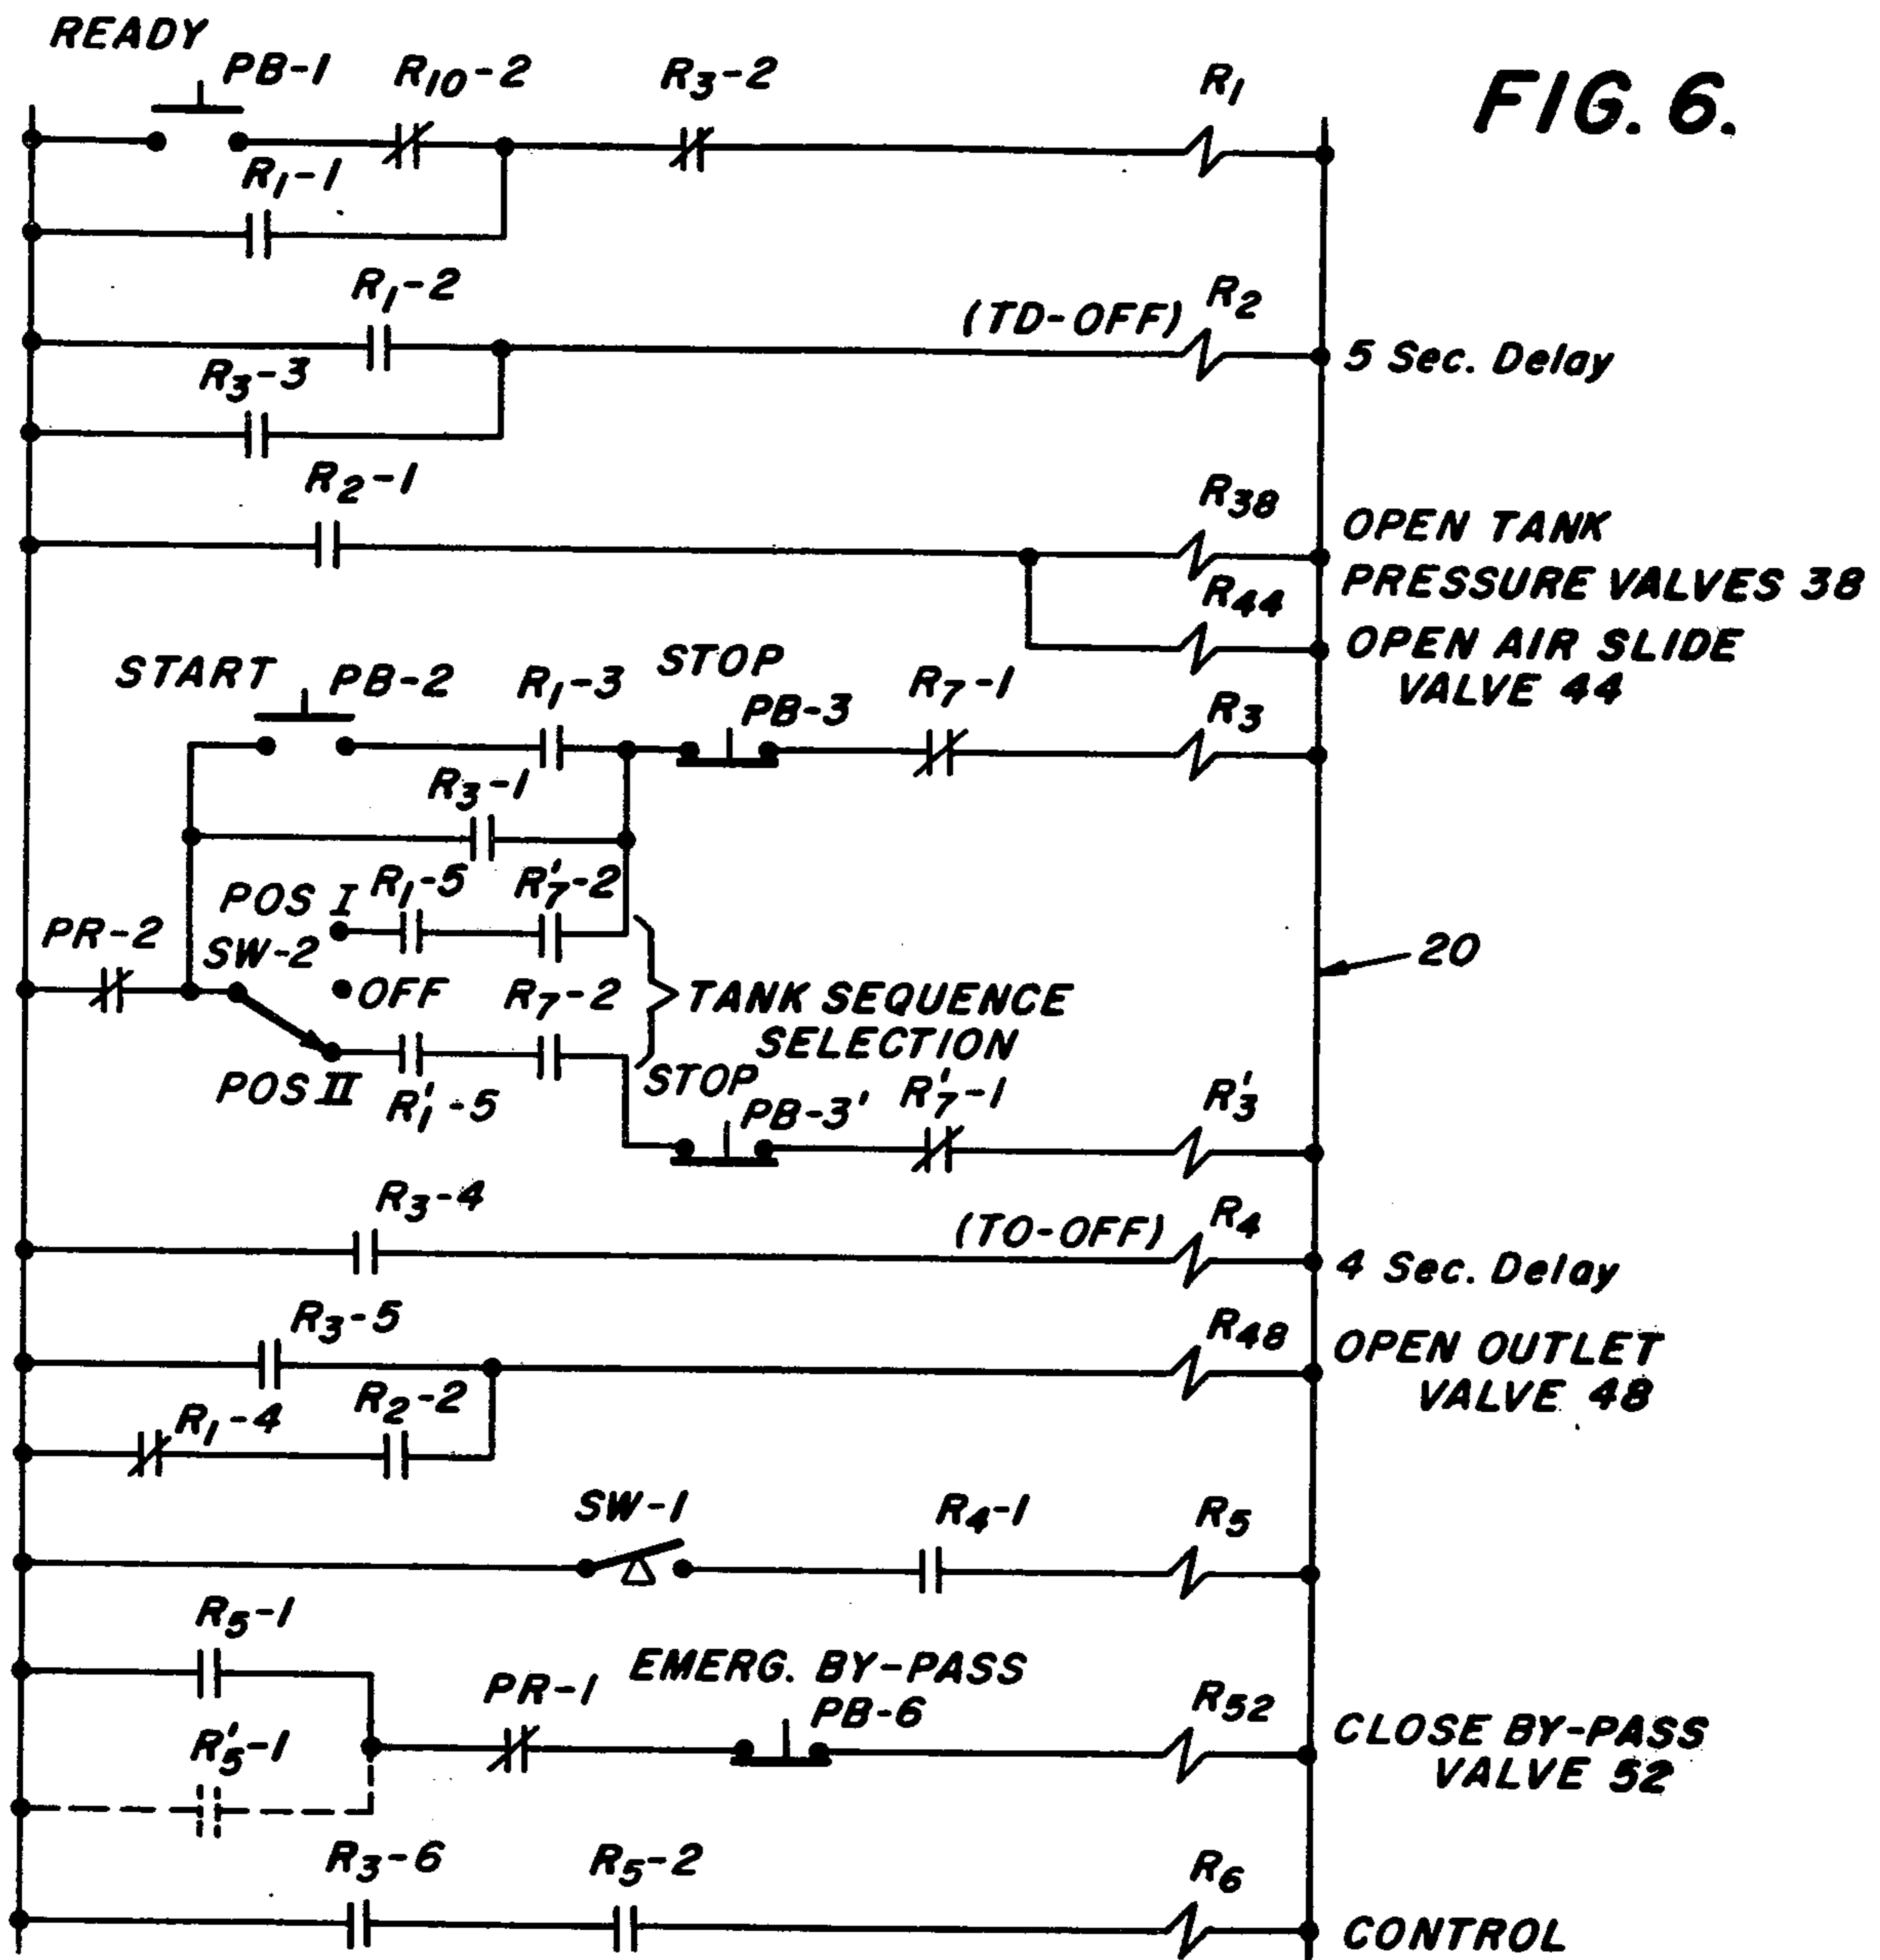 READY
PB-1 R10-2 R3-2 R1
FIG. 6.
R1-1
R1-2 (TD-OFF) R2
5 Sec. Delay
R3-3
R2-1 R38
OPEN TANK
PRESSURE VALVES 38
R44
OPEN AIR SLIDE
VALVE 44
START PB-2 R1-3 STOP
PB-3 R7-1 R3
R3-1
POS I R1-5 R'7-2
PR-2 SW-2
20
OFF R7-2
TANK SEQUENCE
SELECTION
POS II R'1-5
STOP
PB-3' R'7-1 R'3
R3-4 (TO-OFF) R4
4 Sec. Delay
R3-5 R48
OPEN OUTLET
VALVE 48
R1-4 R2-2
SW-1 R4-1 R5
R5-1
EMERG. BY-PASS
PR-1 PB-6 R52
CLOSE BY-PASS
VALVE 52
R'5-1
R3-6 R5-2 R6
CONTROL